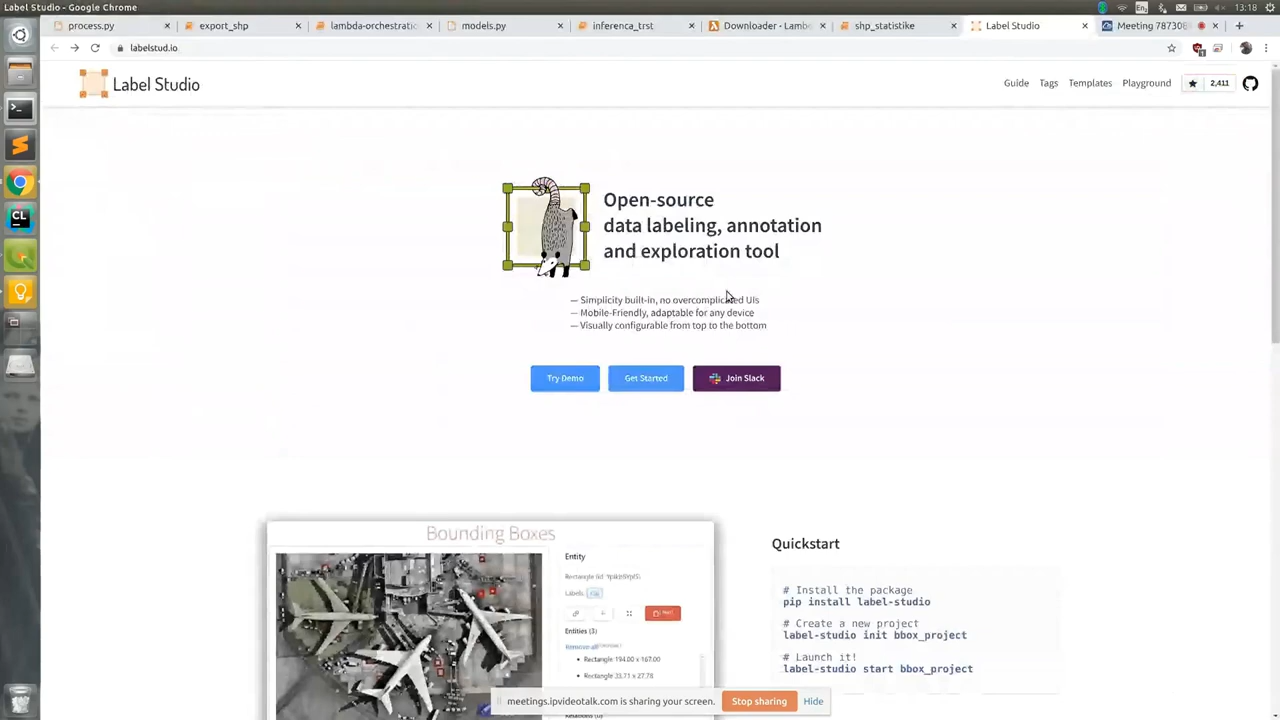 Label Studio - Google Chrome
13:18
process.py
export_shp
lambda-orchestratic
models.py
inferenca_trst
Downloader - Lambe
shp_statistike
Label Studio
Meeting 787308
labelstud.io
Label Studio
Guide
Tags
Templates
Playground
2,411
Open-source
data labeling, annotation
and exploration tool
— Simplicity built-in, no overcomplicated UIs
— Mobile-Friendly, adaptable for any device
— Visually configurable from top to the bottom
Try Demo
Get Started
Join Slack
Bounding Boxes
Entity
Labels:
Entities (3)
Rectangle 194.00 x 167.00
Rectangle 33.71 x 27.78
Quickstart
# Install the package
pip install label-studio
# Create a new project
label-studio init bbox_project
# Launch it!
label-studio start bbox_project
meetings.ipvideotalk.com is sharing your screen.
Stop sharing
Hide